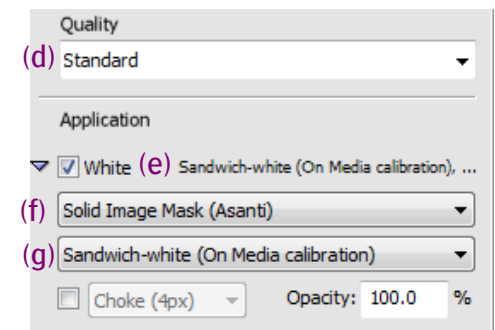 Quality
(d) Standard
Application
White (e) Sandwich-white (On Media calibration), ...
(f) Solid Image Mask (Asanti)
(g) Sandwich-white (On Media calibration)
Choke (4px) Opacity: 100.0 %